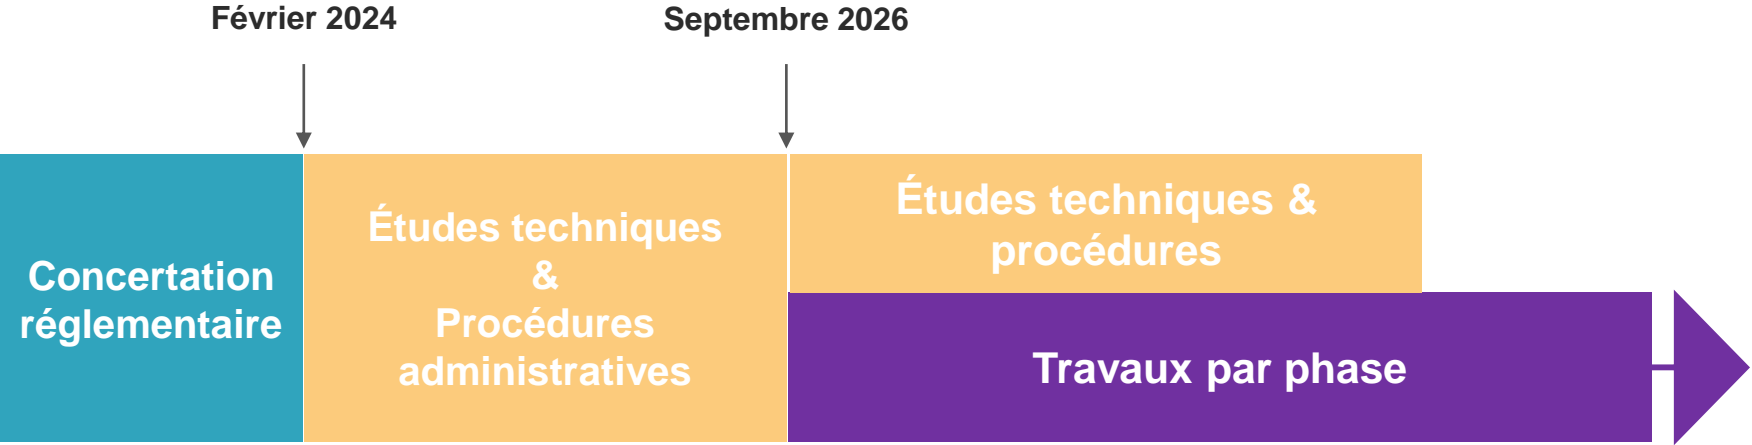 Février 2024
Septembre 2026
Concertation
réglementaire
Études techniques
&
Procédures
administratives
Études techniques &
procédures
Travaux par phase